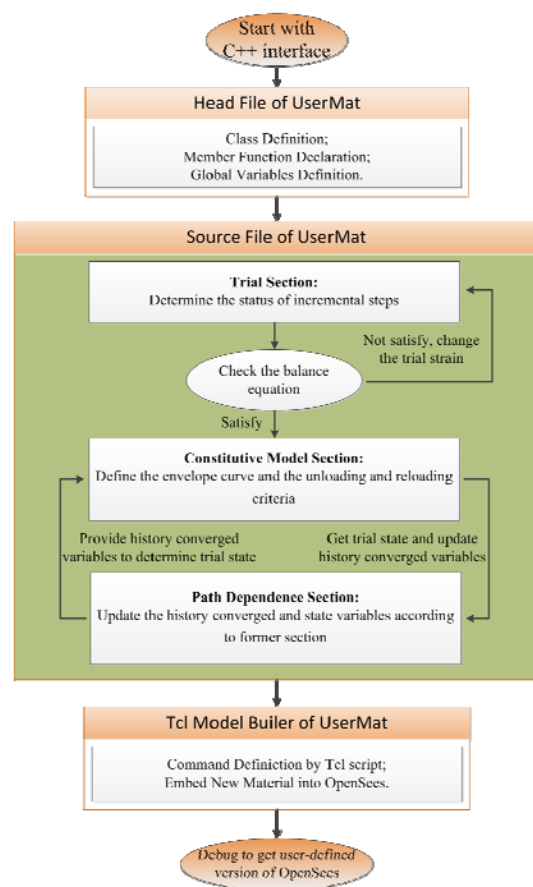 Start with
C++ interface
Head File of UserMat
Class Definition;
Member Function Declaration;
Global Variables Definition.
Source File of UserMat
Trial Section:
Determine the status of incremental steps
Not satisfy, change
the trial strain
Check the balance
equation
Satisfy
Constitutive Model Section:
Define the envelope curve and the unloading and reloading
criteria
Provide history converged
variables to determine trial state
Get trial state and update
history converged variables
Path Dependence Section:
Update the history converged and state variables according
to former section
Tcl Model Builer of UserMat
Command Definiction by Tcl script;
Embed New Material into OpenSees.
Debug to get user-defined
version of OpenSees